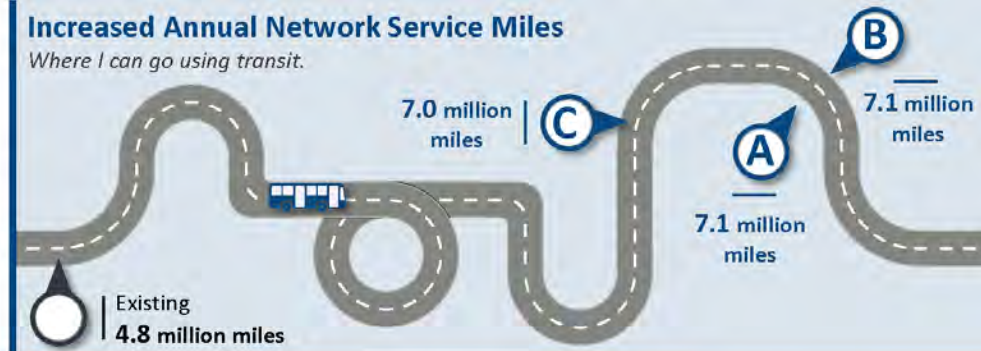 Increased Annual Network Service Miles
Where I can go using transit.
B
7.0 million
miles
C
7.1 million
miles
A
7.1 million
miles
Existing
4.8 million miles